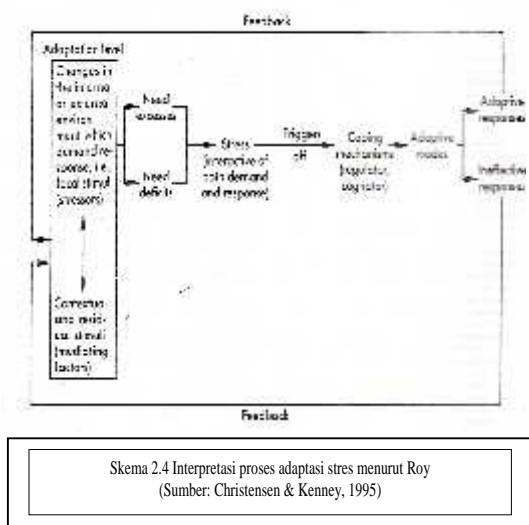 Feedback
Adaptation level
Changes in
the internal
or external
environ
ment which
demand re-
sponse, i.e.
focal stimuli
(stressors)
Contextual
and resid-
ual stimuli
(mediating
factors)
Need
excesses
Need
deficits
Stress
(interactive of
both demand
and response)
Triggers
off
Coping
mechanisms
(regulator,
cognator)
Adaptive
modes
Adaptive
responses
Ineffective
responses
Feedback
Skema 2.4 Interpretasi proses adaptasi stres menurut Roy
(Sumber: Christensen & Kenney, 1995)